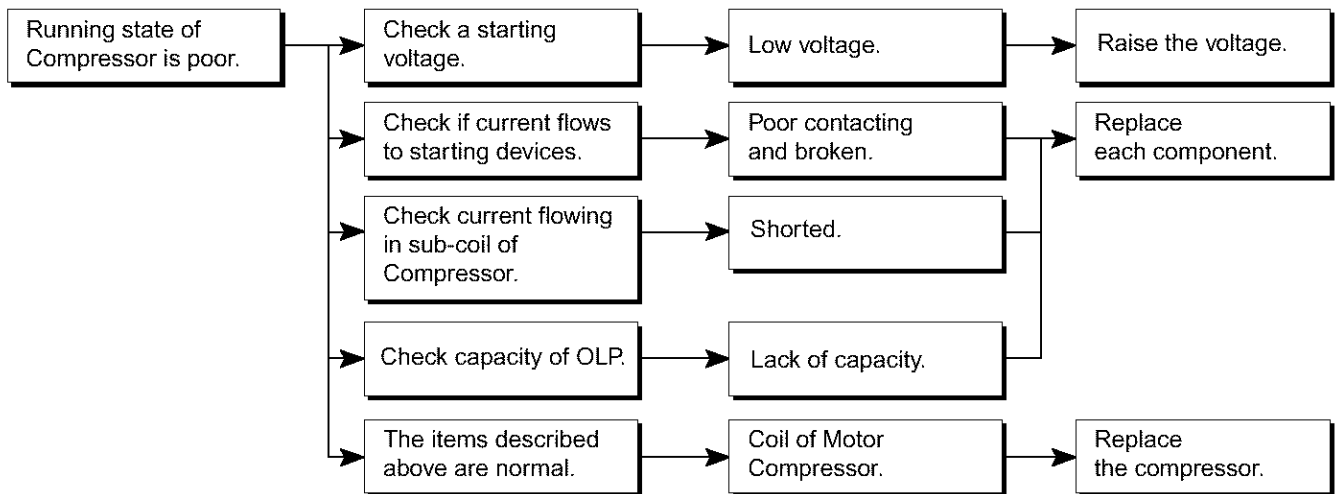 Running state of
Compressor is poor.
Check a starting
voltage.
Low voltage.
Raise the voltage.
Check if current flows
to starting devices.
Poor contacting
and broken.
Replace
each component.
Check current flowing
in sub-coil of
Compressor.
Shorted.
Check capacity of OLP.
Lack of capacity.
The items described
above are normal.
Coil of Motor
Compressor.
Replace
the compressor.